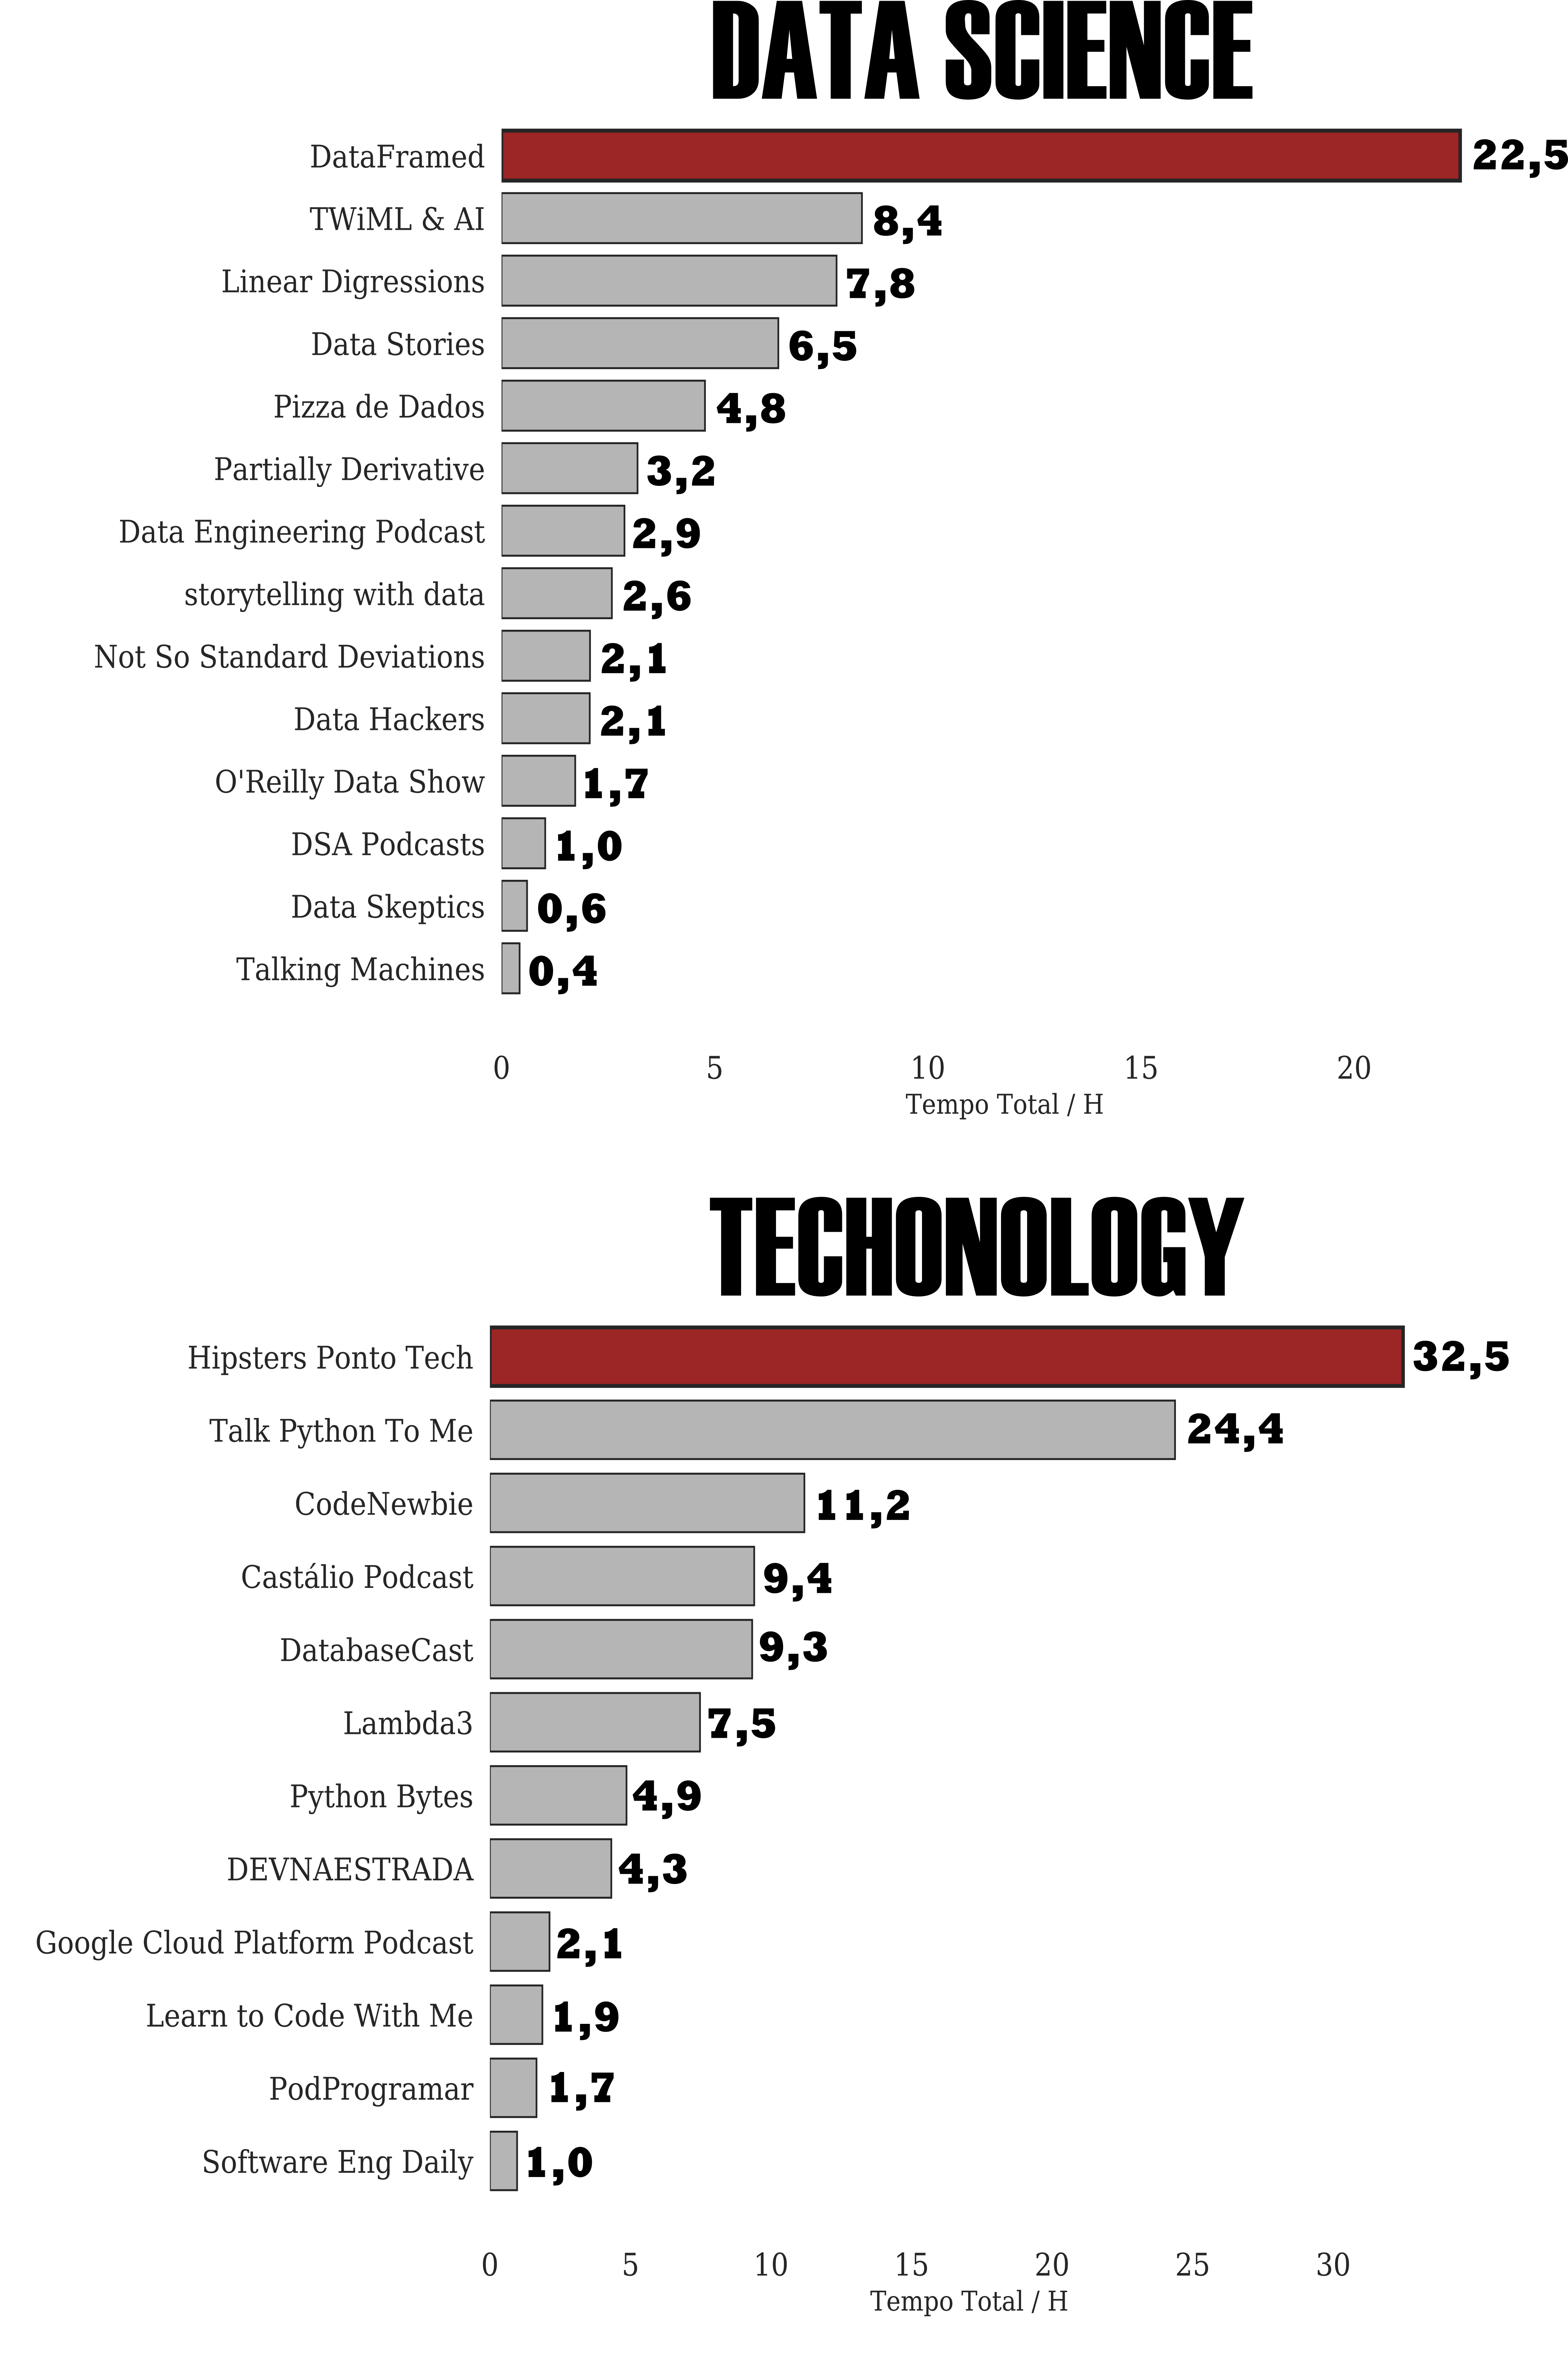 DATA SCIENCE
DataFramed 22,5
TWiML & AI 8,4
Linear Digressions 7,8
Data Stories 6,5
Pizza de Dados 4,8
Partially Derivative 3,2
Data Engineering Podcast 2,9
storytelling with data 2,6
Not So Standard Deviations 2,1
Data Hackers 2,1
O'Reilly Data Show 1,7
DSA Podcasts 1,0
Data Skeptics 0,6
Talking Machines 0,4
0 5 10 15 20
Tempo Total / H
TECHONOLOGY
Hipsters Ponto Tech 32,5
Talk Python To Me 24,4
CodeNewbie 11,2
Castálio Podcast 9,4
DatabaseCast 9,3
Lambda3 7,5
Python Bytes 4,9
DEVNAESTRADA 4,3
Google Cloud Platform Podcast 2,1
Learn to Code With Me 1,9
PodProgramar 1,7
Software Eng Daily 1,0
0 5 10 15 20 25 30
Tempo Total / H